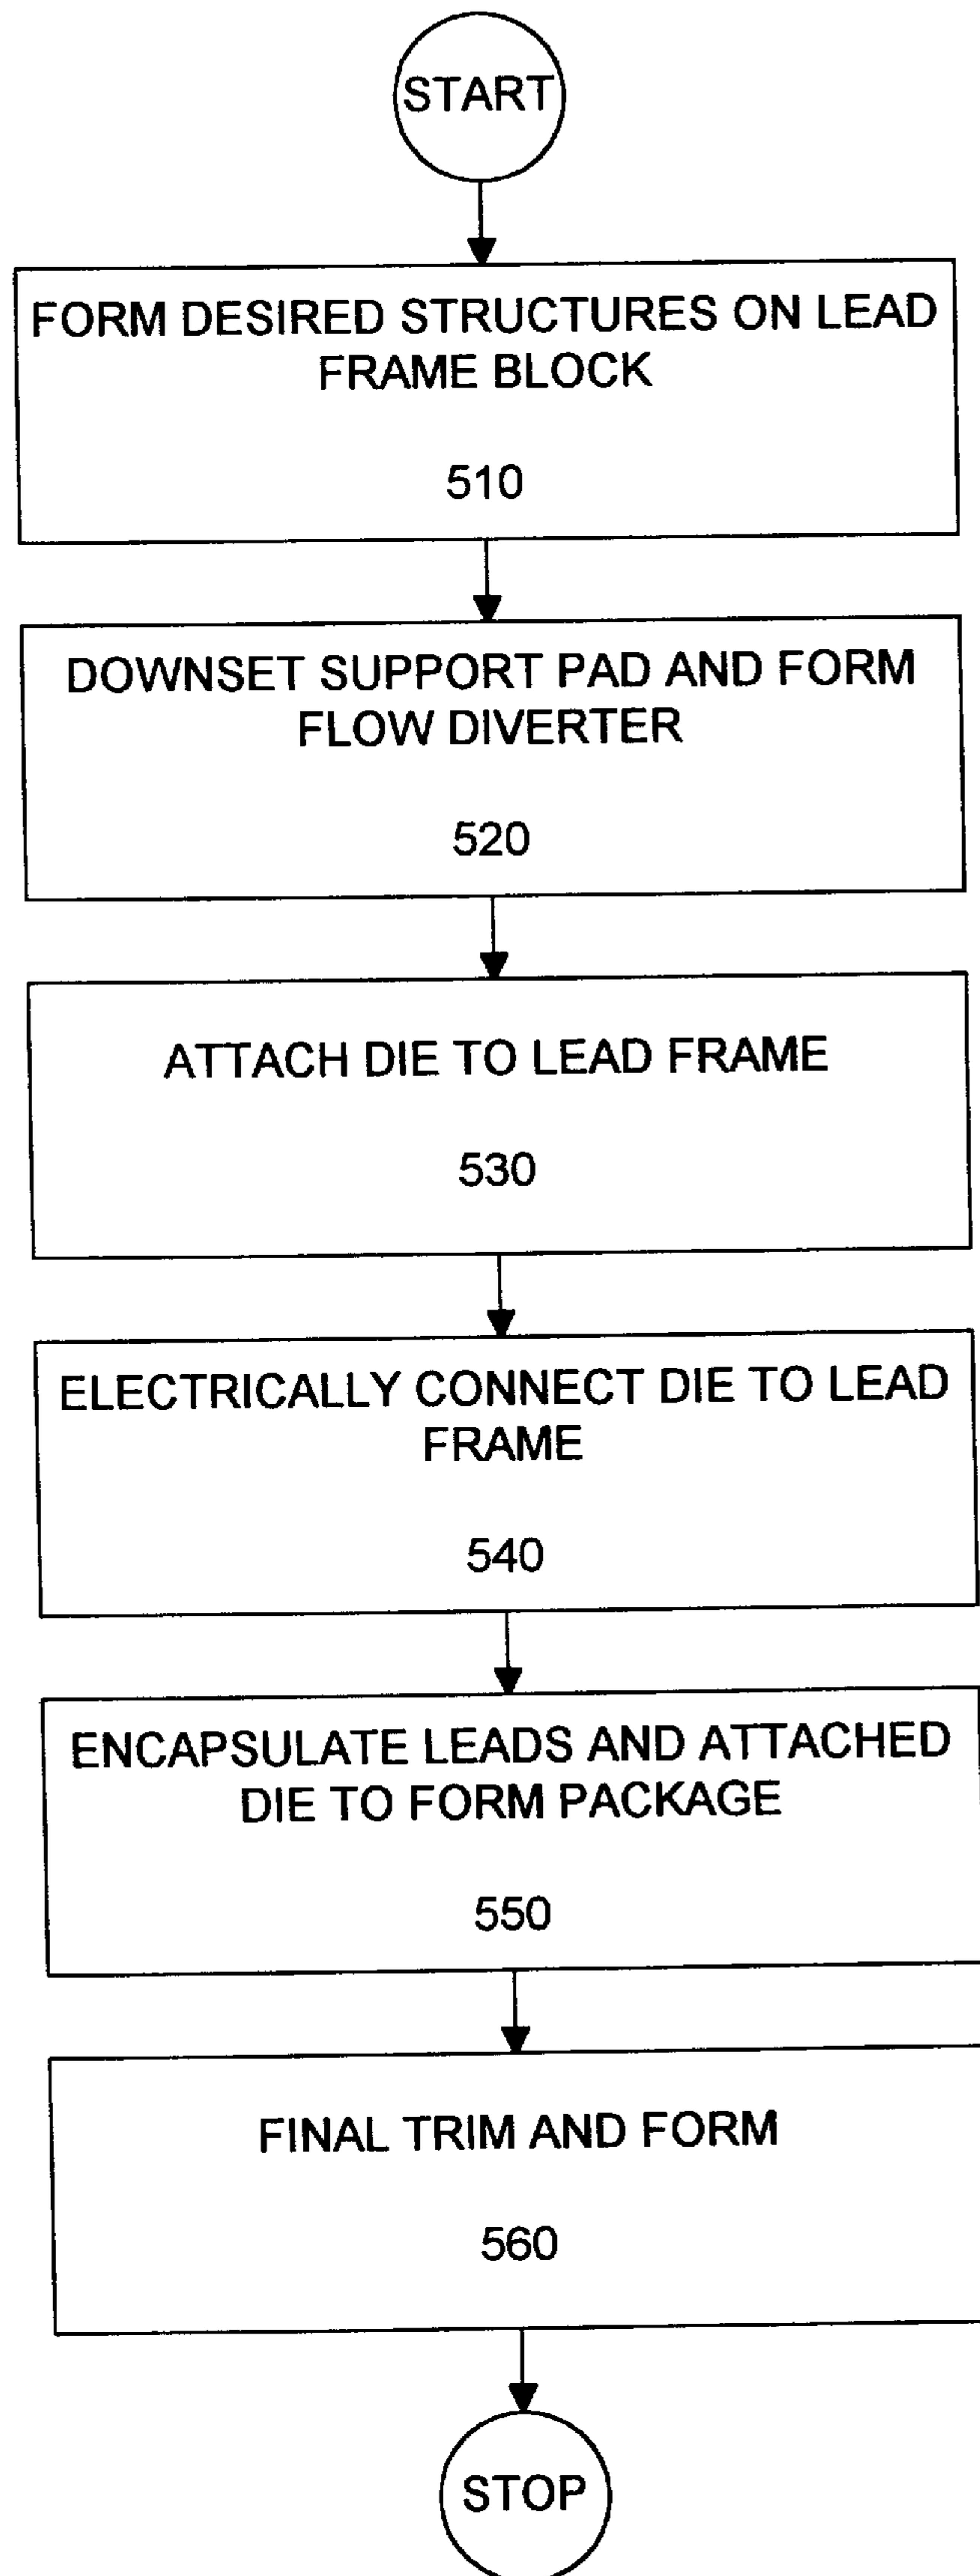 START
FORM DESIRED STRUCTURES ON LEAD
FRAME BLOCK
510
DOWNSET SUPPORT PAD AND FORM
FLOW DIVERTER
520
ATTACH DIE TO LEAD FRAME
530
ELECTRICALLY CONNECT DIE TO LEAD
FRAME
540
ENCAPSULATE LEADS AND ATTACHED
DIE TO FORM PACKAGE
550
FINAL TRIM AND FORM
560
STOP